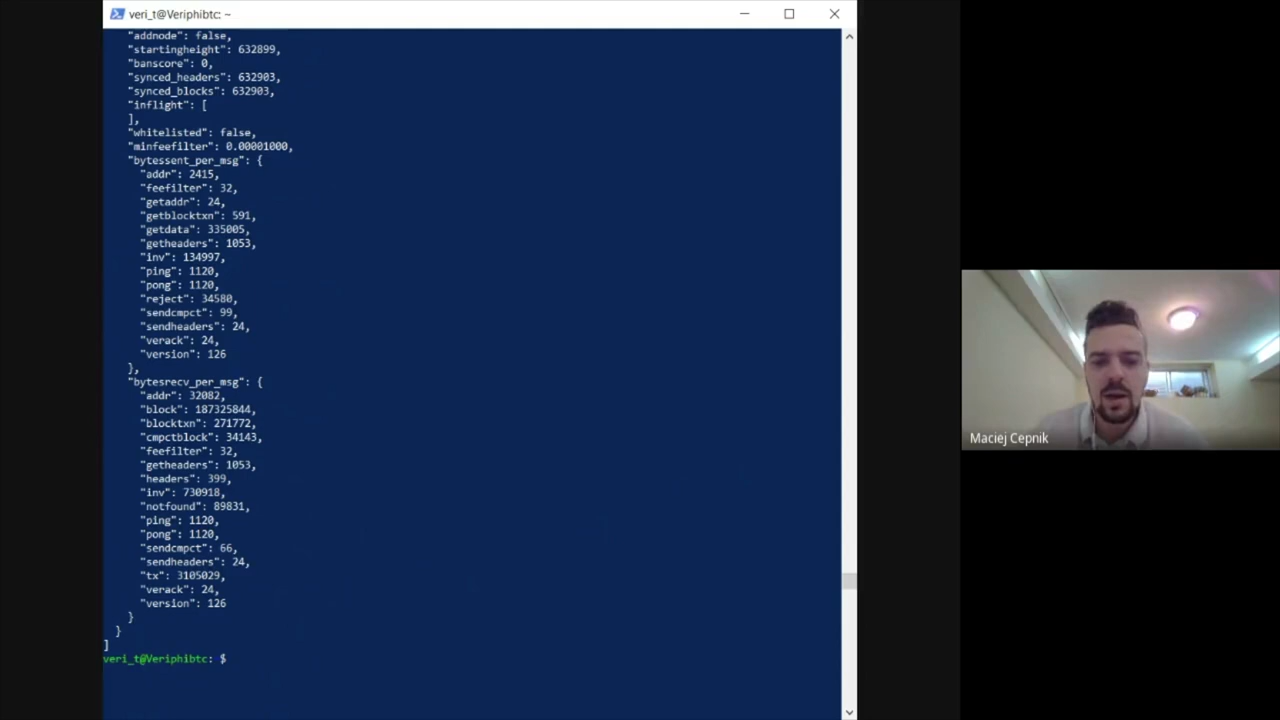 veri_t@Veriphibtc: ~
"addnode": false,
"startingheight": 632899,
"banscore": 0,
"synced_headers": 632903,
"synced_blocks": 632903,
"inflight": [
],
"whitelisted": false,
"minfeefilter": 0.00001000,
"bytessent_per_msg": {
"addr": 2415,
"feefilter": 32,
"getaddr": 24,
"getblocktxn": 591,
"getdata": 335005,
"getheaders": 1053,
"inv": 134997,
"ping": 1120,
"pong": 1120,
"reject": 34580,
"sendcmpct": 99,
"sendheaders": 24,
"verack": 24,
"version": 126
},
"bytesrecv_per_msg": {
"addr": 32082,
"block": 187325844,
"blocktxn": 271772,
"cmpctblock": 34143,
"feefilter": 32,
"getheaders": 1053,
"headers": 399,
"inv": 730918,
"notfound": 89831,
"ping": 1120,
"pong": 1120,
"sendcmpct": 66,
"sendheaders": 24,
"tx": 3105029,
"verack": 24,
"version": 126
}
}
]
veri_t@Veriphibtc: $
Maciej Cepnik